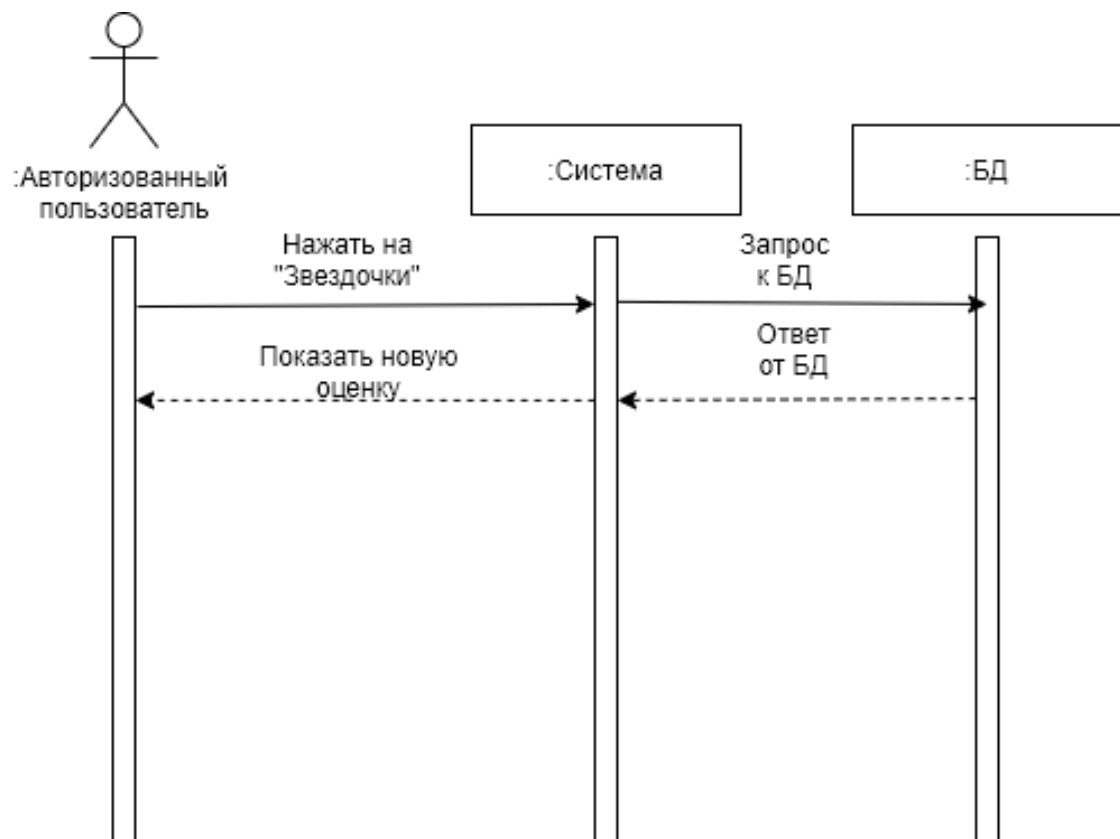 :Авторизованный
пользователь
:Система
:БД
Нажать на
"Звездочки"
Запрос
к БД
Показать новую
оценку
Ответ
от БД